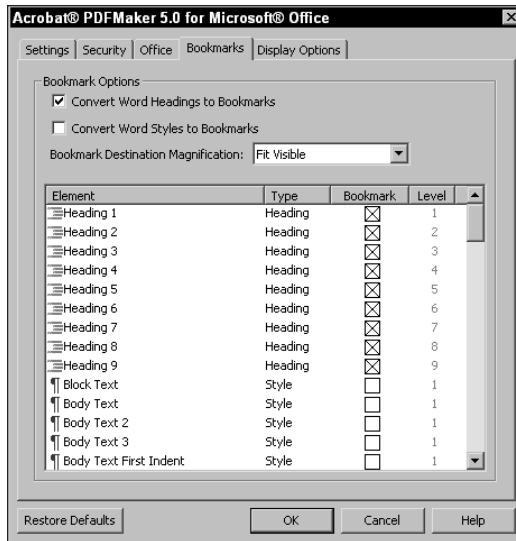 Acrobat® PDFMaker 5.0 for Microsoft® Office
Settings Security Office Bookmarks Display Options
Bookmark Options
Convert Word Headings to Bookmarks
Convert Word Styles to Bookmarks
Bookmark Destination Magnification: Fit Visible
Element Type Bookmark Level
Heading 1 Heading 1
Heading 2 Heading 2
Heading 3 Heading 3
Heading 4 Heading 4
Heading 5 Heading 5
Heading 6 Heading 6
Heading 7 Heading 7
Heading 8 Heading 8
Heading 9 Heading 9
¶ Block Text Style 1
¶ Body Text Style 1
¶ Body Text 2 Style 1
¶ Body Text 3 Style 1
¶ Body Text First Indent Style 1
Restore Defaults OK Cancel Help